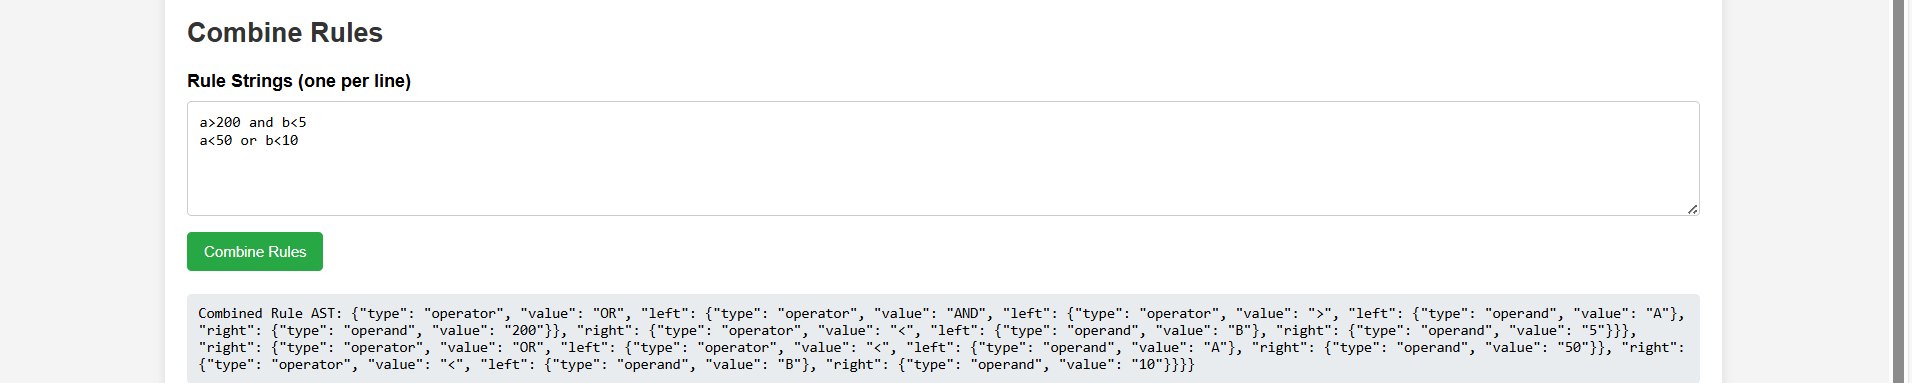 Combine Rules
Rule Strings (one per line)
a>200 and b<5
a<50 or b<10
Combine Rules
Combined Rule AST: {"type": "operator", "value": "OR", "left": {"type": "operator", "value": "AND", "left": {"type": "operator", "value": ">", "left": {"type": "operand", "value": "A"},
"right": {"type": "operand", "value": "200"}}, "right": {"type": "operator", "value": "<", "left": {"type": "operand", "value": "B"}, "right": {"type": "operand", "value": "5"}}},
"right": {"type": "operator", "value": "OR", "left": {"type": "operator", "value": "<", "left": {"type": "operand", "value": "A"}, "right": {"type": "operand", "value": "50"}}, "right":
{"type": "operator", "value": "<", "left": {"type": "operand", "value": "B"}, "right": {"type": "operand", "value": "10"}}}}